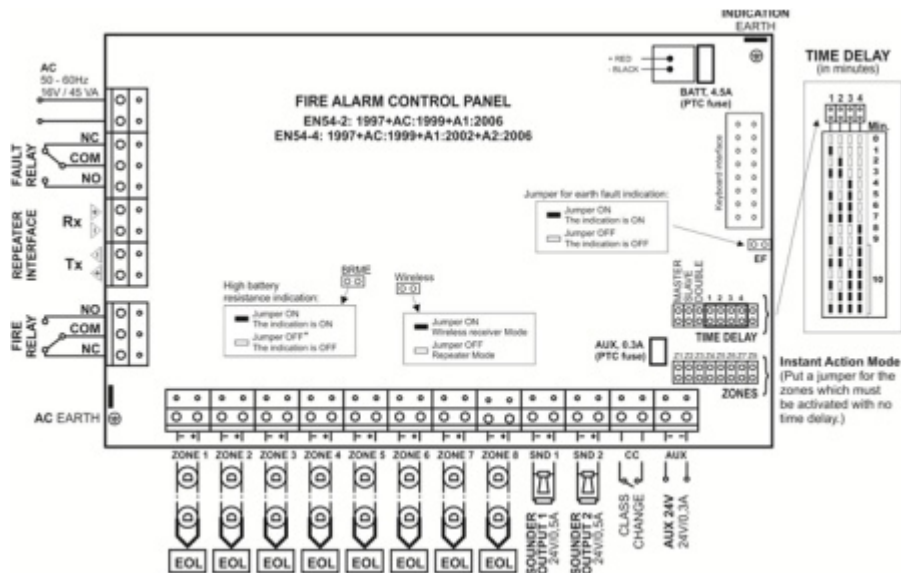 INDICATION
EARTH
AC
50 - 60Hz
16V / 45 VA
NC
COM
NO
FAULT
RELAY
Rx
Tx
REPEATER
INTERFACE
NO
COM
NC
FIRE
RELAY
AC EARTH
FIRE ALARM CONTROL PANEL
EN54-2: 1997+AC:1999+A1:2006
EN54-4: 1997+AC:1999+A1:2002+A2:2006
+ RED
- BLACK
BATT. 4.5A
(PTC fuse)
Keyboard interface
Jumper for earth fault indication:
Jumper ON
The indication is ON
Jumper OFF
The indication is OFF
EF
High battery
resistance indication:
Jumper ON
The indication is ON
Jumper OFF*
The indication is OFF
Wireless
Jumper ON
Wireless receiver Mode
Jumper OFF
Repeater Mode
MASTER
SLAVE
DOUBLE
1 2 3 4
TIME DELAY
AUX. 0.3A
(PTC fuse)
Z1 Z2 Z3 Z4 Z5 Z6 Z7 Z8
ZONES
TIME DELAY
(in minutes)
1 2 3 4
Min.
0
1
2
3
4
5
6
7
8
9
10
Instant Action Mode
(Put a jumper for the
zones which must
be activated with no
time delay.)
- + - + - + - + - + - + - + - + - + - +
ZONE 1 ZONE 2 ZONE 3 ZONE 4 ZONE 5 ZONE 6 ZONE 7 ZONE 8 SND 1 SND 2 CC AUX
SOUNDER
OUTPUT 1
24V/0,5A
SOUNDER
OUTPUT 2
24V/0,5A
CLASS
CHANGE
AUX 24V
24V/0,3A
EOL EOL EOL EOL EOL EOL EOL EOL